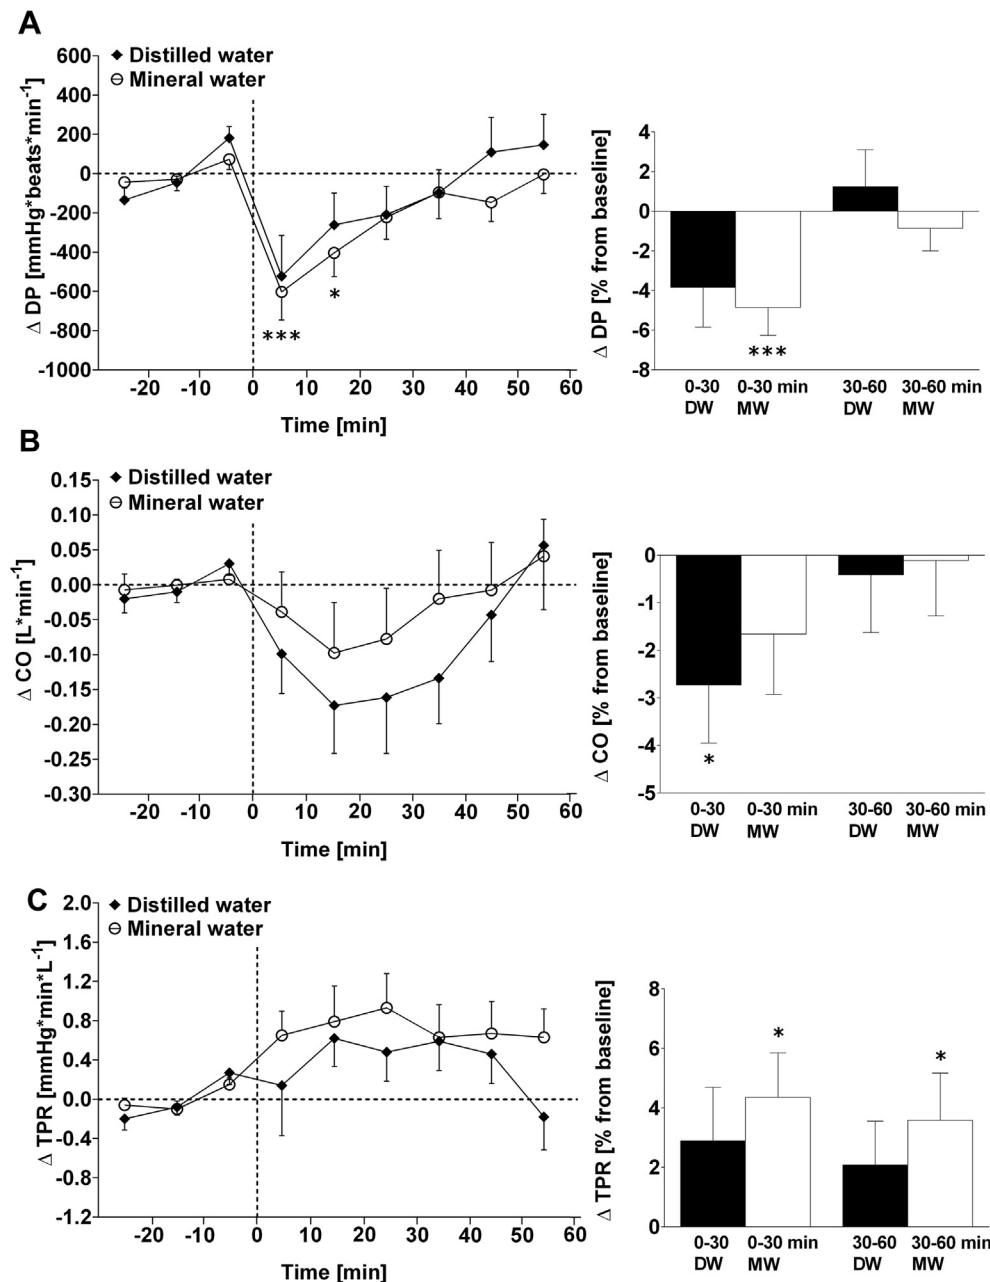 A
Distilled water
Mineral water
600
400
200
0
-200
-400
-600
-800
-1000
Δ DP [mmHg*beats*min-1]
***
*
-20 -10 0 10 20 30 40 50 60
Time [min]
4
2
0
-2
-4
-6
-8
Δ DP [% from baseline]
***
0-30 0-30 min 30-60 30-60 min
DW MW DW MW
B
Distilled water
Mineral water
0.15
0.10
0.05
0.00
-0.05
-0.10
-0.15
-0.20
-0.25
-0.30
Δ CO [L*min-1]
-20 -10 0 10 20 30 40 50 60
Time [min]
0
-1
-2
-3
-4
-5
Δ CO [% from baseline]
*
0-30 0-30 min 30-60 30-60 min
DW MW DW MW
C
Distilled water
Mineral water
2.0
1.6
1.2
0.8
0.4
0.0
-0.4
-0.8
-1.2
Δ TPR [mmHg*min*L-1]
-20 -10 0 10 20 30 40 50 60
Time [min]
8
6
4
2
0
Δ TPR [% from baseline]
*
*
0-30 0-30 min 30-60 30-60 min
DW MW DW MW